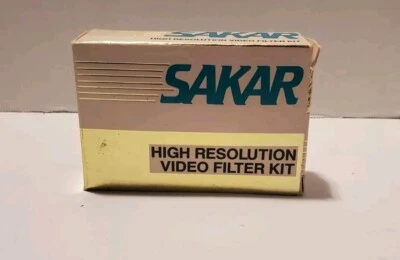 SAKAR
HIGH RESOLUTION VIDEO FILTER KIT
SAKAR
HIGH RESOLUTION
VIDEO FILTER KIT